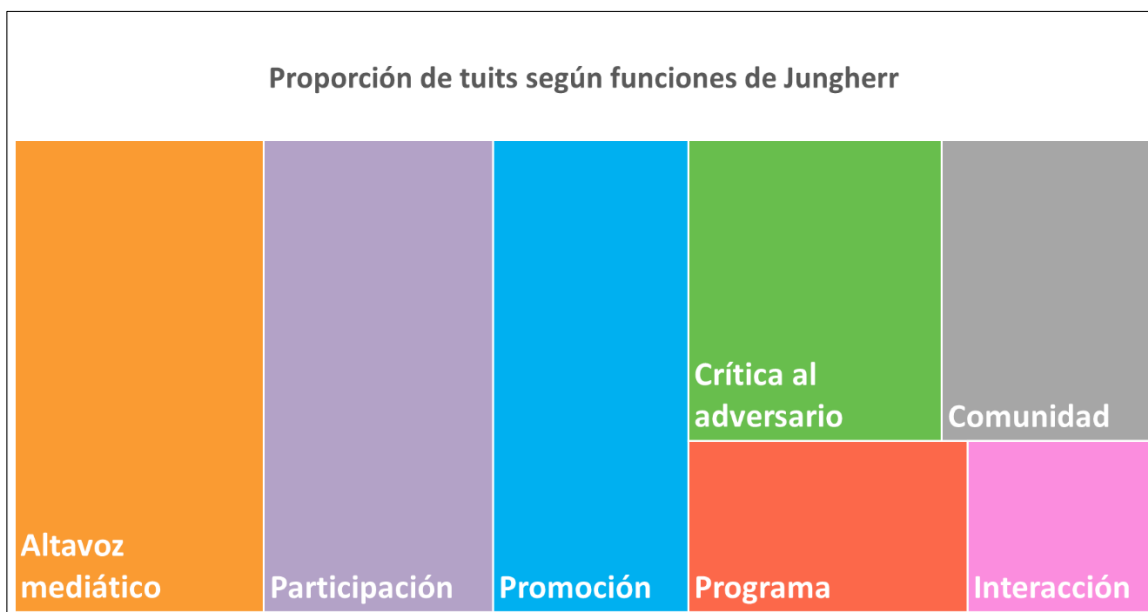 Proporción de tuits según funciones de Jungherr
Altavoz
mediático
Participación
Promoción
Crítica al
adversario
Comunidad
Programa
Interacción